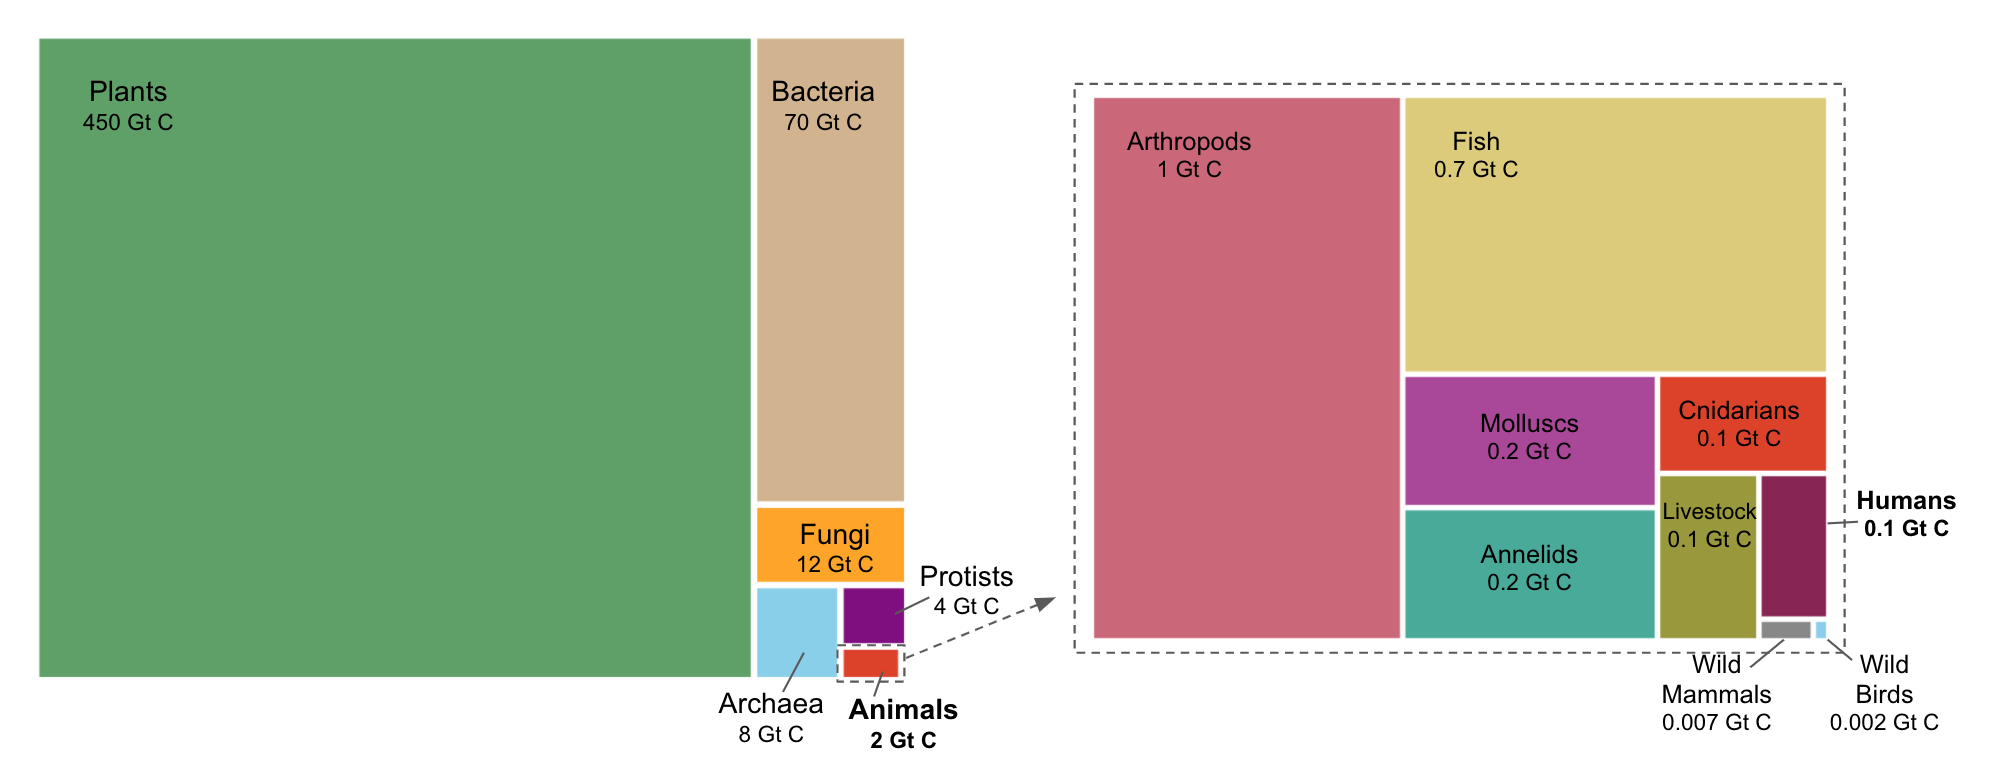 Plants
450 Gt C
Bacteria
70 Gt C
Fungi
12 Gt C
Protists
4 Gt C
Archaea
8 Gt C
Animals
2 Gt C
Arthropods
1 Gt C
Fish
0.7 Gt C
Molluscs
0.2 Gt C
Cnidarians
0.1 Gt C
Annelids
0.2 Gt C
Livestock
0.1 Gt C
Humans
0.1 Gt C
Wild
Mammals
0.007 Gt C
Wild
Birds
0.002 Gt C